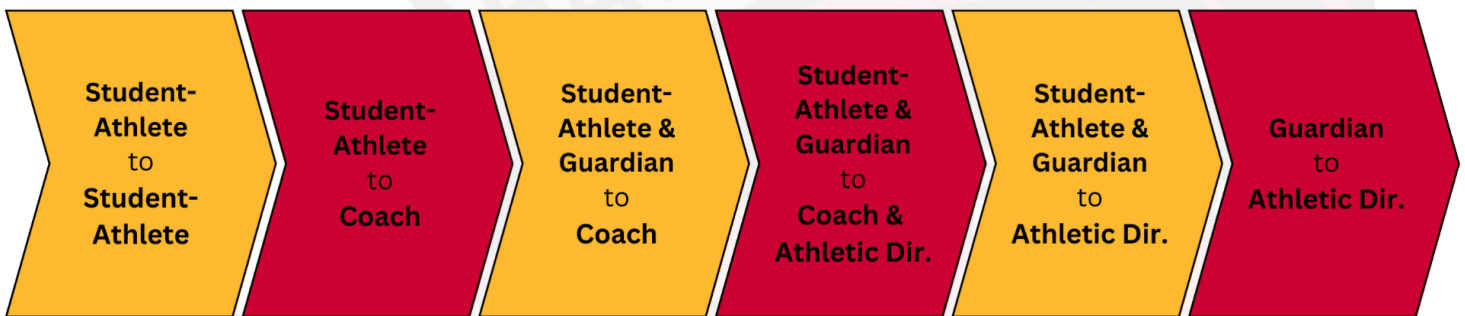 Student-
Athlete
to
Student-
Athlete
Student-
Athlete
to
Coach
Student-
Athlete &
Guardian
to
Coach
Student-
Athlete &
Guardian
to
Coach &
Athletic Dir.
Student-
Athlete &
Guardian
to
Athletic Dir.
Guardian
to
Athletic Dir.